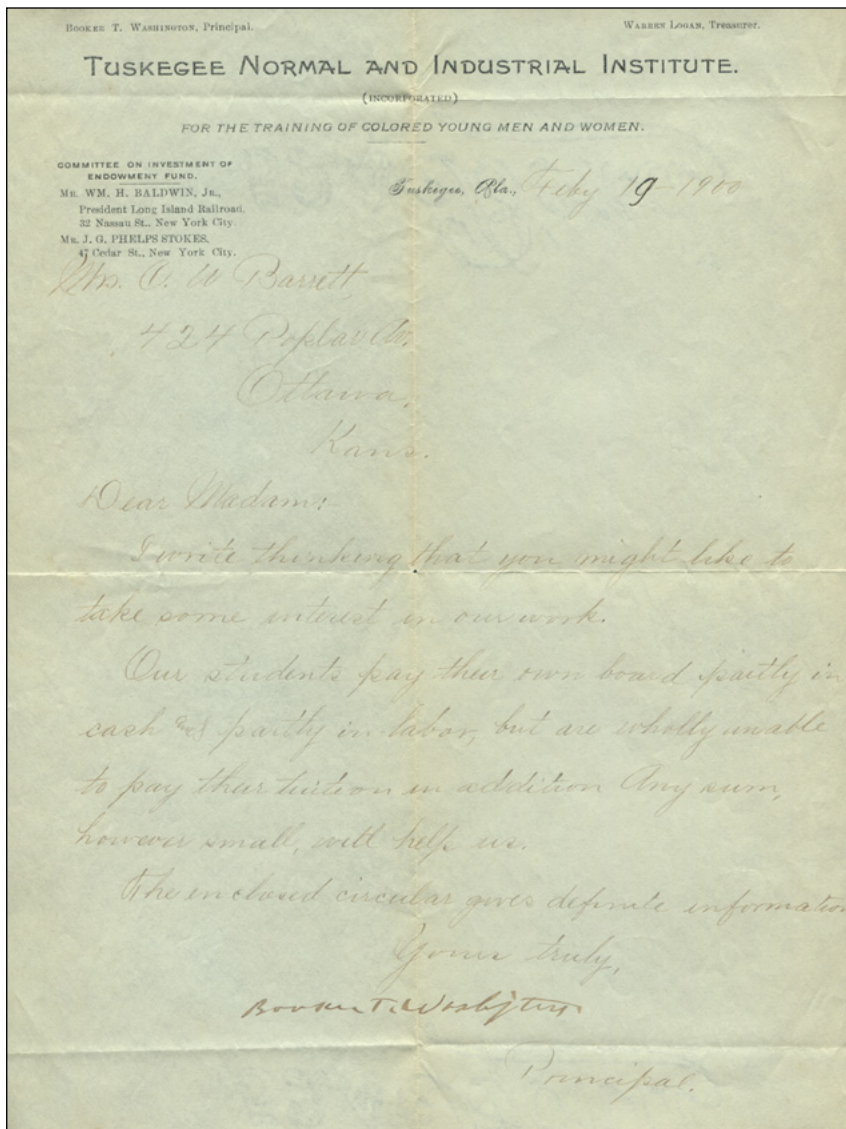 BOOKER T. WASHINGTON, Principal.
WARREN LOGAN, Treasurer.
TUSKEGEE NORMAL AND INDUSTRIAL INSTITUTE.
(INCORPORATED)
FOR THE TRAINING OF COLORED YOUNG MEN AND WOMEN.
COMMITTEE ON INVESTMENT OF
ENDOWMENT FUND.
MR. WM. H. BALDWIN, JR.,
President Long Island Railroad,
32 Nassau St., New York City.
MR. J. G. PHELPS STOKES,
47 Cedar St., New York City.
Tuskegee, Ala., Feby 19 1900
Mrs. O. W Barrett
424 Poplar Av.
Ottawa,
Kans.
Dear Madam:
I write thinking that you might like to
take some interest in our work.
Our students pay their own board partly in
cash and partly in labor, but are wholly unable
to pay their tuition in addition Any sum,
however small, will help us.
The enclosed circular gives definite information
Yours truly,
Booker T. Washington
Principal.